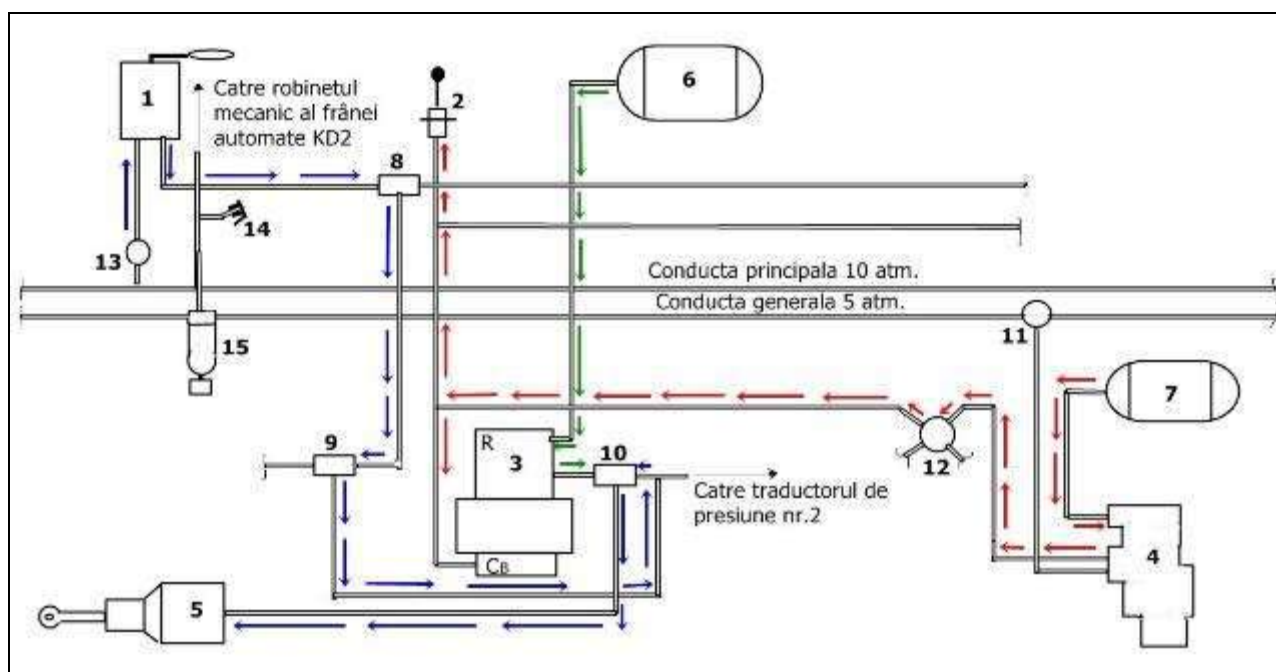 1
Catre robinetul
mecanic al frânei
automate KD2
2
6
8
14
13
Conducta principala 10 atm.
Conducta generala 5 atm.
15
11
7
9
R
3
10
12
Catre traductorul de
presiune nr.2
CB
4
5